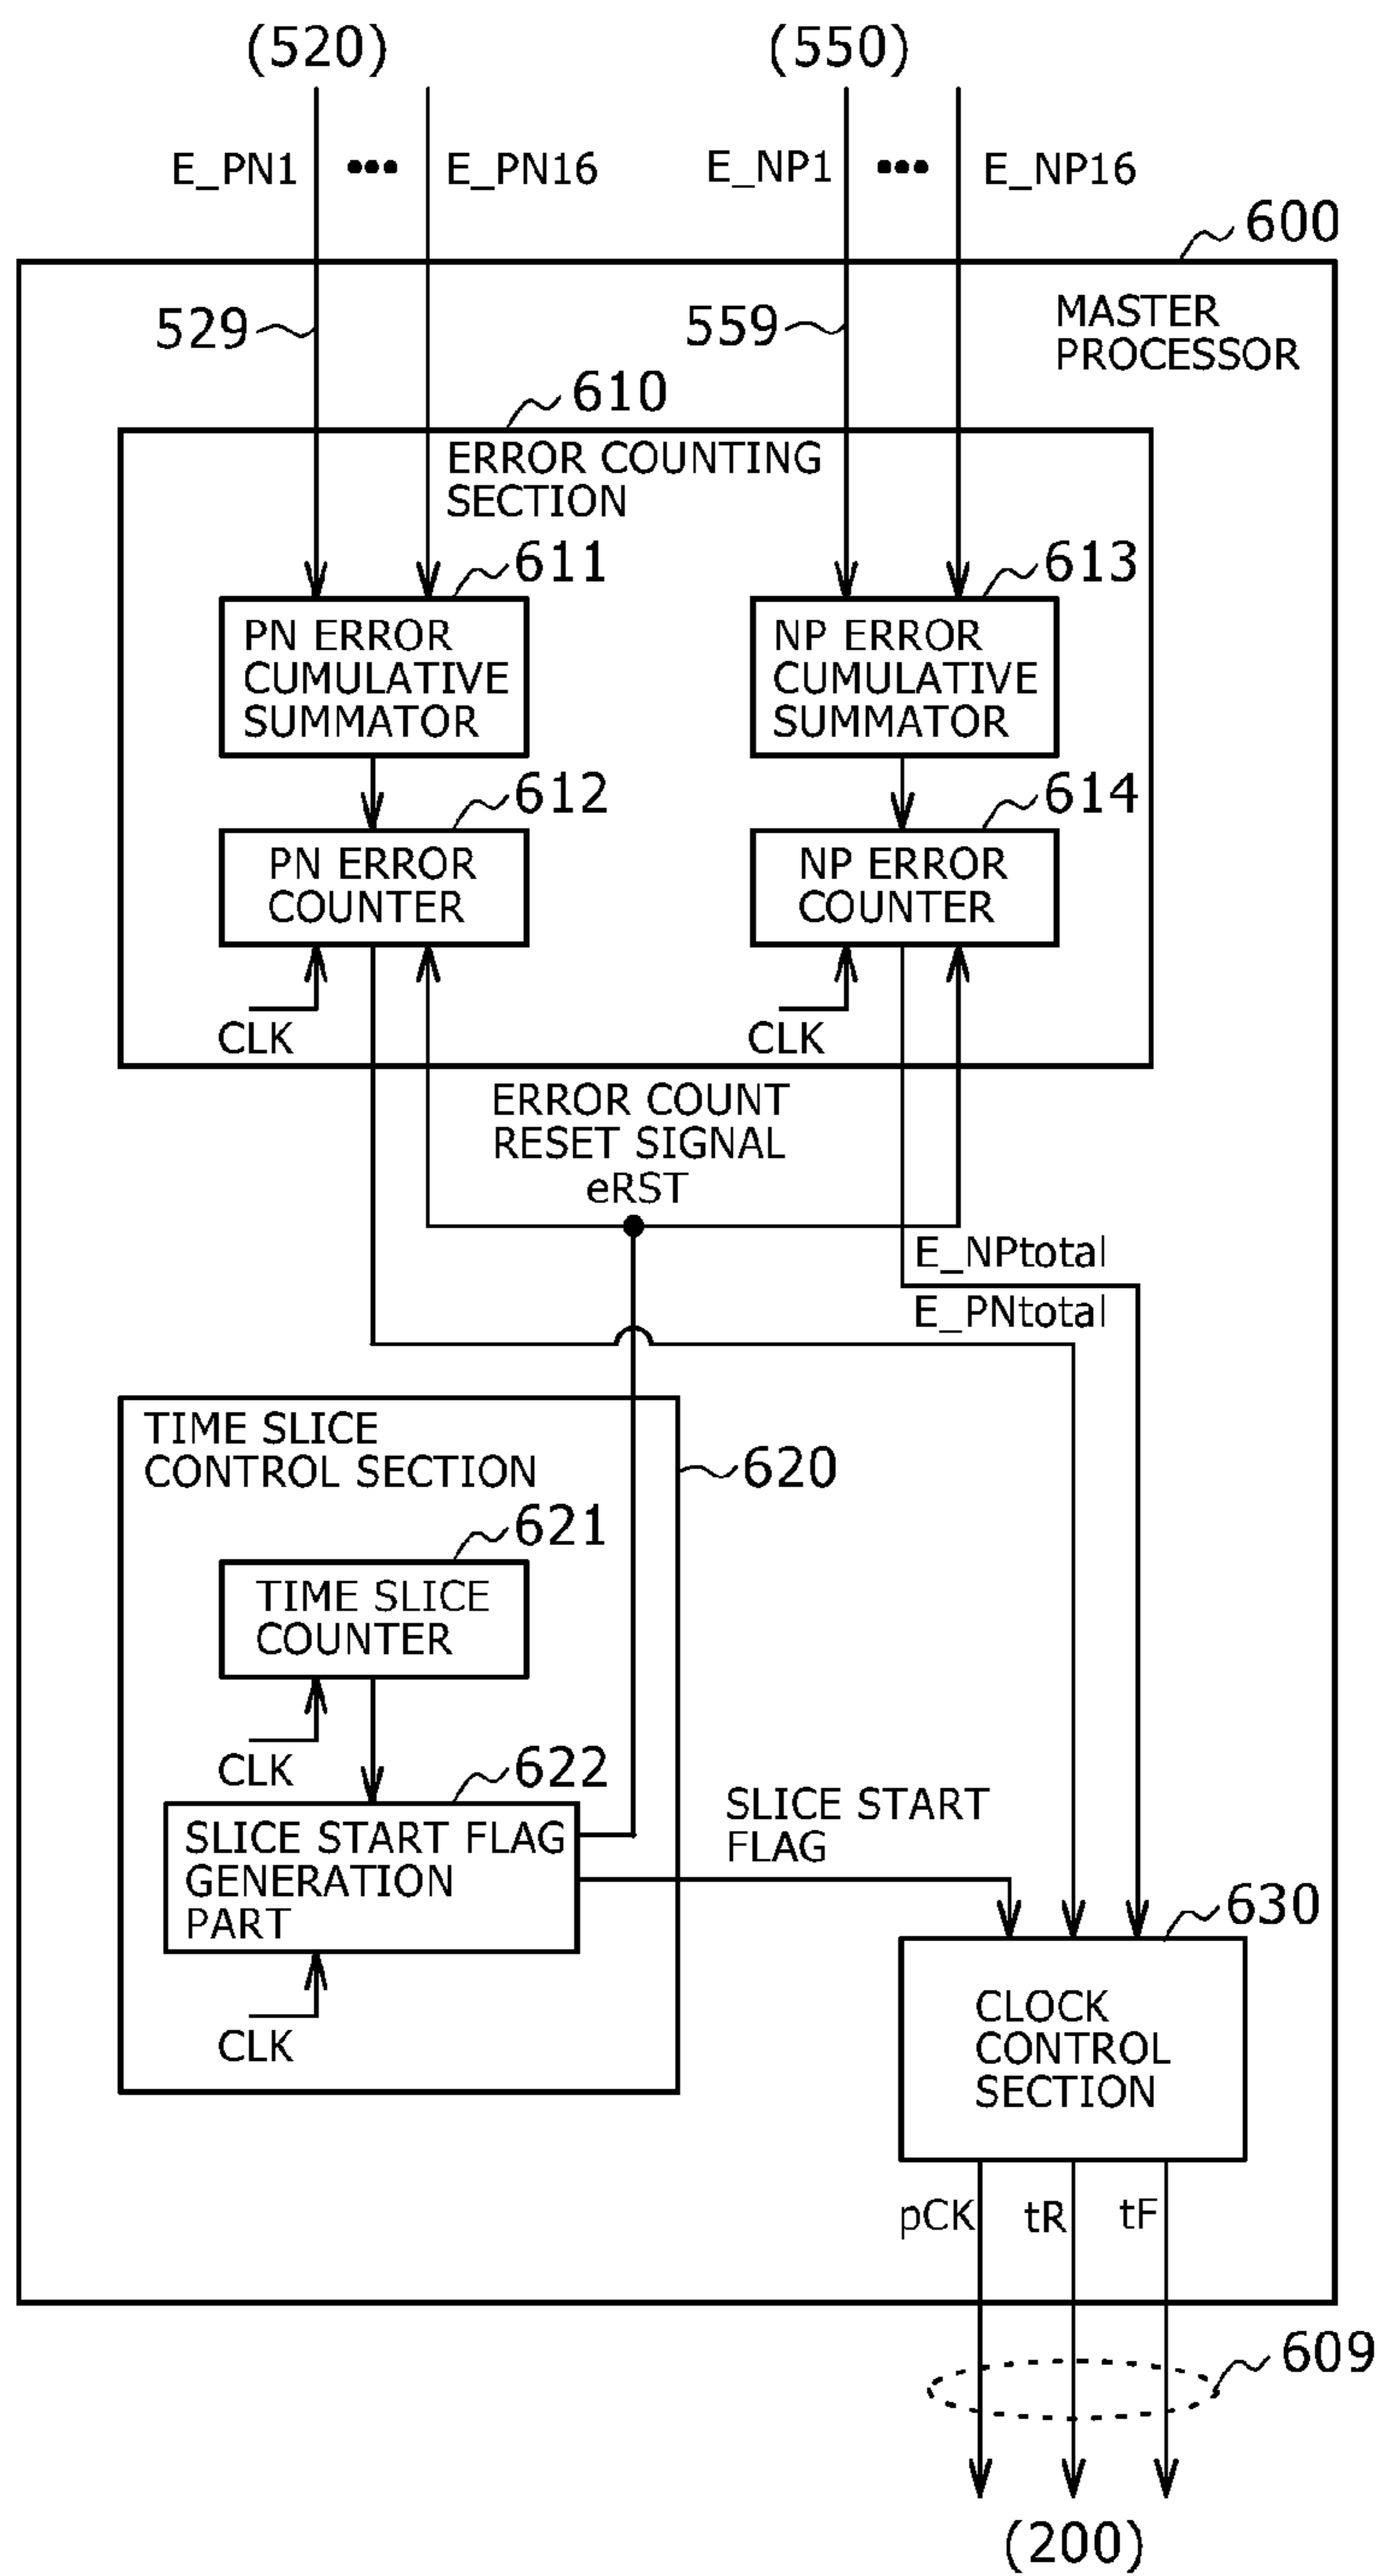 (520) (550)
E_PN1 ••• E_PN16 E_NP1 ••• E_NP16
600
MASTER
PROCESSOR
529 559
610
ERROR COUNTING
SECTION
611 613
PN ERROR
CUMULATIVE
SUMMATOR
NP ERROR
CUMULATIVE
SUMMATOR
612 614
PN ERROR
COUNTER
NP ERROR
COUNTER
CLK CLK
ERROR COUNT
RESET SIGNAL
eRST
E_NPtotal
E_PNtotal
TIME SLICE
CONTROL SECTION
620
621
TIME SLICE
COUNTER
CLK
622
SLICE START FLAG
GENERATION
PART
CLK
SLICE START
FLAG
630
CLOCK
CONTROL
SECTION
pCK tR tF
609
(200)